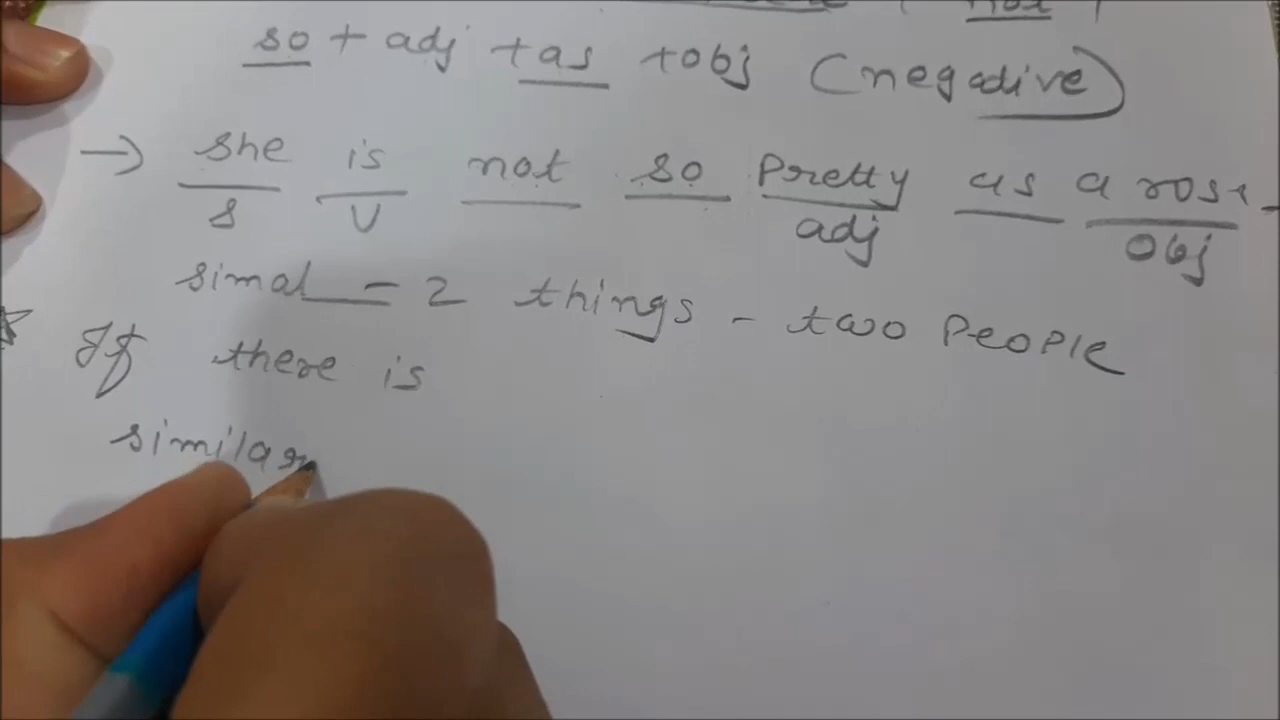 not
so + adj + as + obj (negative)
→ she is not so Pretty as a rose
s v adj obj
simal - 2 things - two People
If there is
similar